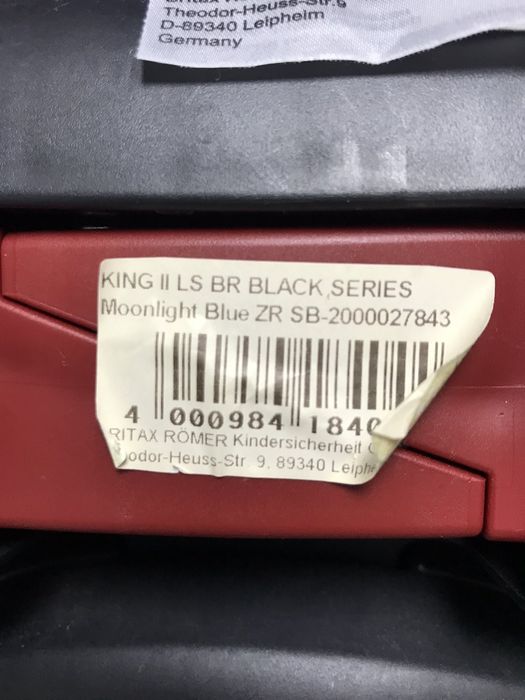 Theodor-Heuss-Str.9
D-89340 Leipheim
Germany
KING II LS BR BLACK SERIES
Moonlight Blue ZR SB-2000027843
4 000984 1840
RITAX RÖMER Kindersicherheit
odor-Heuss-Str. 9, 89340 Leiph